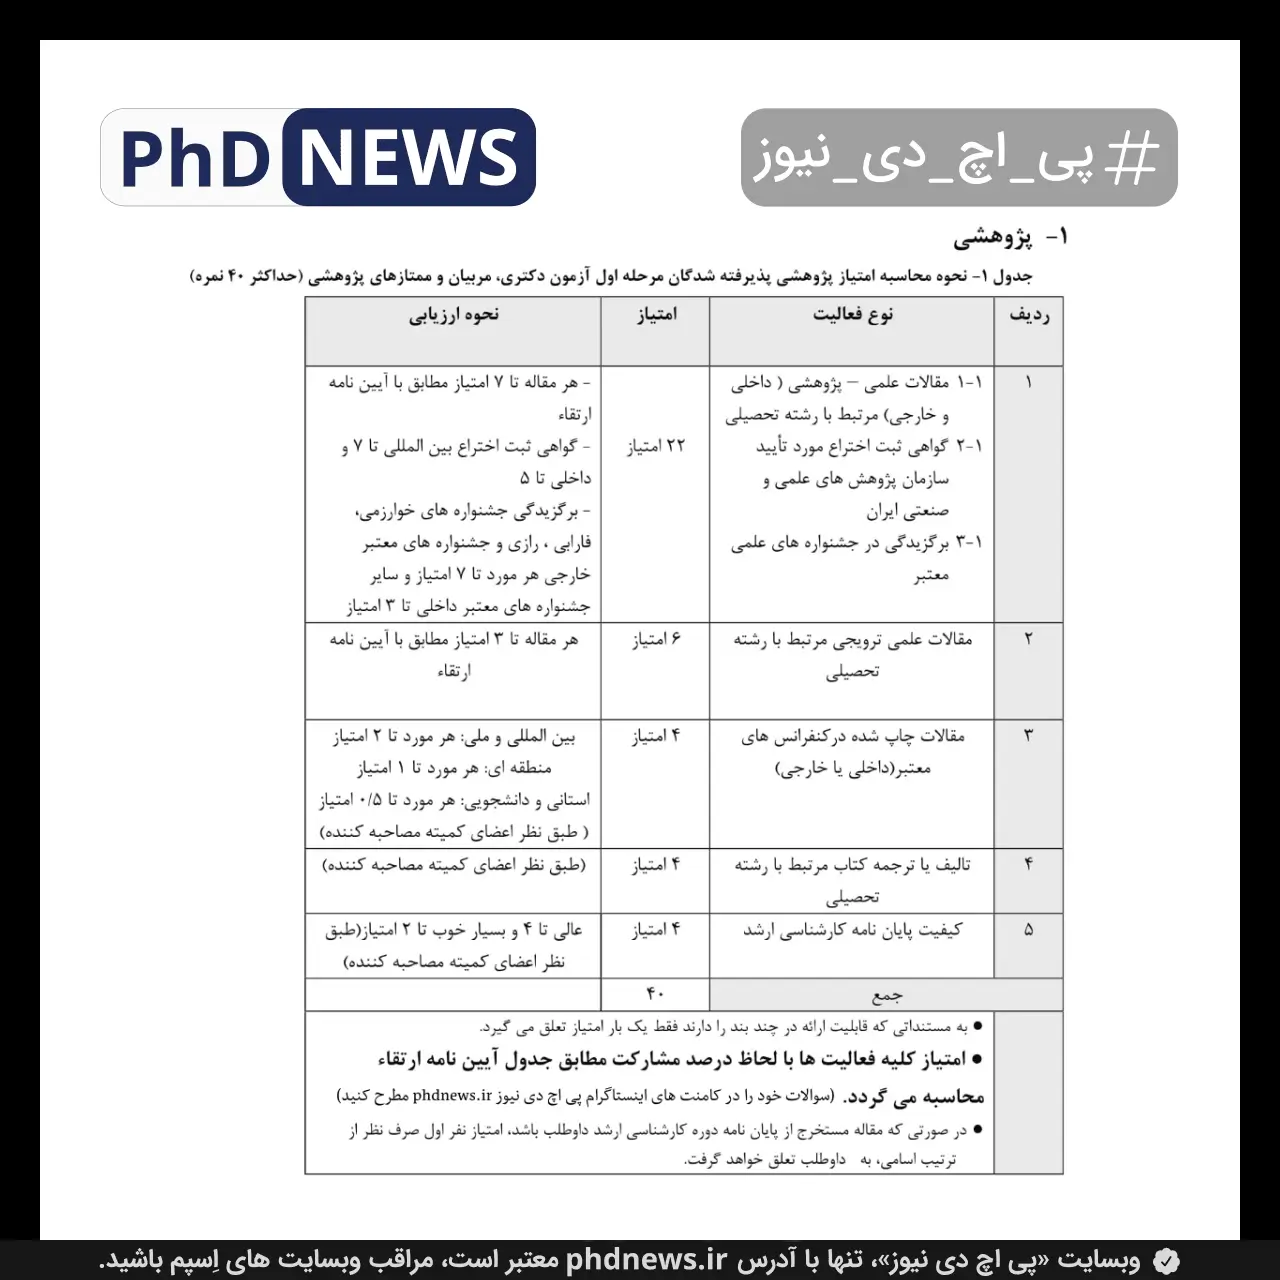 PhD NEWS
#پی_اچ_دی_نیوز
۱- پژوهشی
جدول ۱- نحوه محاسبه امتیاز پژوهشی پذیرفته شدگان مرحله اول آزمون دکتری، مربیان و ممتازهای پژوهشی (حداکثر ۴۰ نمره)
ردیف
نوع فعالیت
امتیاز
نحوه ارزیابی
۱
۱-۱ مقالات علمی – پژوهشی ( داخلی
و خارجی) مرتبط با رشته تحصیلی
۲-۱ گواهی ثبت اختراع مورد تأیید
سازمان پژوهش های علمی و
صنعتی ایران
۳-۱ برگزیدگی در جشنواره های علمی
معتبر
۲۲ امتیاز
- هر مقاله تا ۷ امتیاز مطابق با آیین نامه
ارتقاء
- گواهی ثبت اختراع بین المللی تا ۷ و
داخلی تا ۵
- برگزیدگی جشنواره های خوارزمی،
فارابی ، رازی و جشنواره های معتبر
خارجی هر مورد تا ۷ امتیاز و سایر
جشنواره های معتبر داخلی تا ۳ امتیاز
۲
مقالات علمی ترویجی مرتبط با رشته
تحصیلی
۶ امتیاز
هر مقاله تا ۳ امتیاز مطابق با آیین نامه
ارتقاء
۳
مقالات چاپ شده درکنفرانس های
معتبر(داخلی یا خارجی)
۴ امتیاز
بین المللی و ملی: هر مورد تا ۲ امتیاز
منطقه ای: هر مورد تا ۱ امتیاز
استانی و دانشجویی: هر مورد تا ۰/۵ امتیاز
( طبق نظر اعضای کمیته مصاحبه کننده)
۴
تالیف یا ترجمه کتاب مرتبط با رشته
تحصیلی
۴ امتیاز
(طبق نظر اعضای کمیته مصاحبه کننده)
۵
کیفیت پایان نامه کارشناسی ارشد
۴ امتیاز
عالی تا ۴ و بسیار خوب تا ۲ امتیاز(طبق
نظر اعضای کمیته مصاحبه کننده)
جمع
۴۰
● به مستنداتی که قابلیت ارائه در چند بند را دارند فقط یک بار امتیاز تعلق می گیرد.
● امتیاز کلیه فعالیت ها با لحاظ درصد مشارکت مطابق جدول آیین نامه ارتقاء
محاسبه می گردد. (سوالات خود را در کامنت های اینستاگرام پی اچ دی نیوز phdnews.ir مطرح کنید)
● در صورتی که مقاله مستخرج از پایان نامه دوره کارشناسی ارشد داوطلب باشد، امتیاز نفر اول صرف نظر از
ترتیب اسامی، به داوطلب تعلق خواهد گرفت.
وبسایت «پی اچ دی نیوز»، تنها با آدرس phdnews.ir معتبر است، مراقب وبسایت های اِسپم باشید.